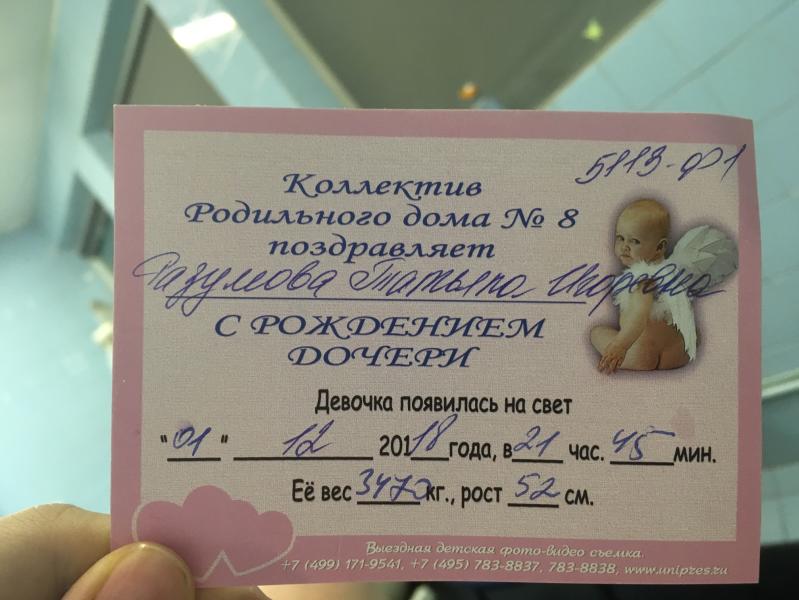 5113-Ф1
Коллектив
Родильного дома № 8
поздравляет
Разумова Татьяна Игоревна
С РОЖДЕНИЕМ
ДОЧЕРИ
Девочка появилась на свет
"01" 12 2018 года, в 21 час. 45 мин.
Её вес 3470 кг., рост 52 см.
Выездная детская фото-видео съемка.
+7 (499) 171-9541, +7 (495) 783-8837, 783-8838, www.unipres.ru